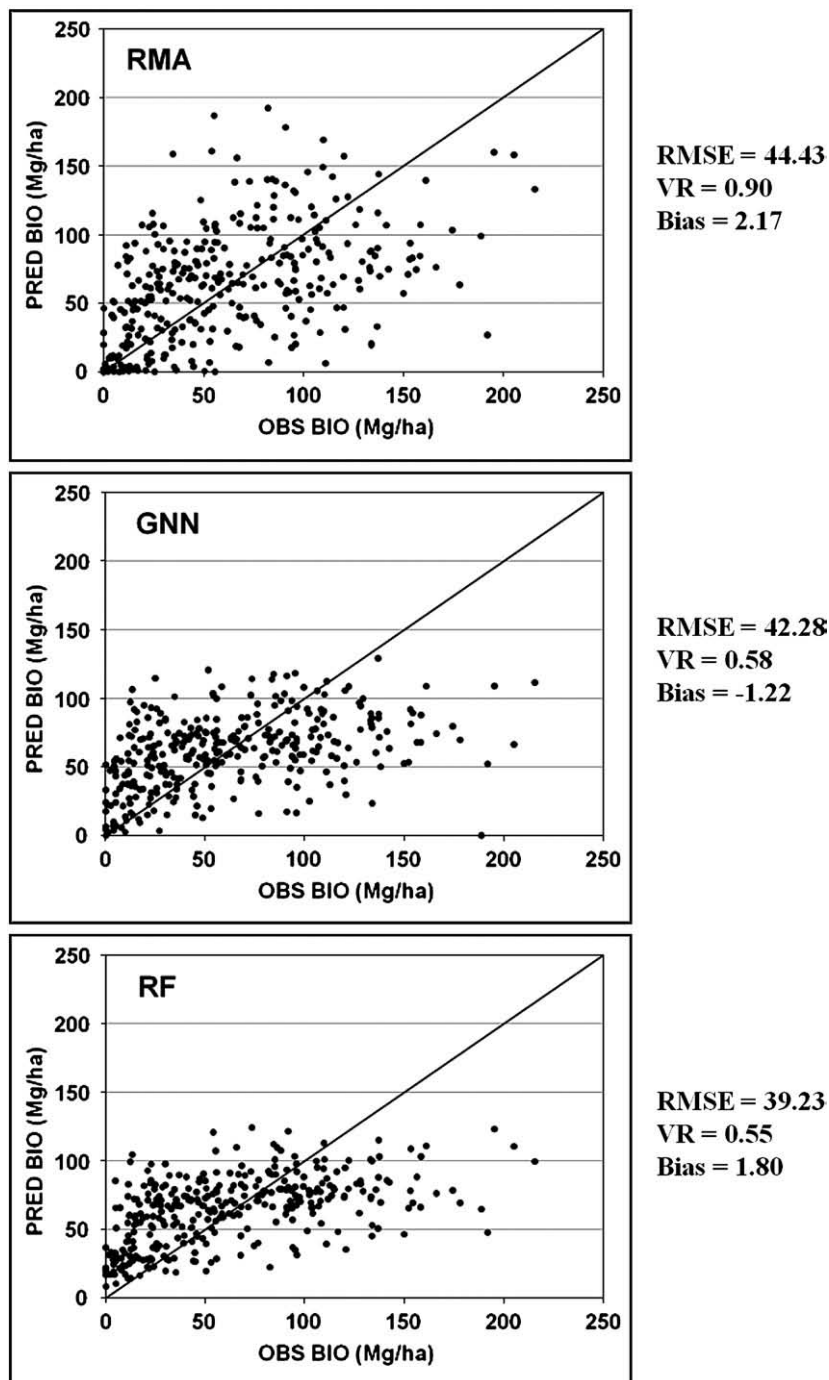 250
RMA
200
150
100
50
0
PRED BIO (Mg/ha)
0 50 100 150 200 250
OBS BIO (Mg/ha)
RMSE = 44.43
VR = 0.90
Bias = 2.17
250
GNN
200
150
100
50
0
PRED BIO (Mg/ha)
0 50 100 150 200 250
OBS BIO (Mg/ha)
RMSE = 42.28
VR = 0.58
Bias = -1.22
250
RF
200
150
100
50
0
PRED BIO (Mg/ha)
0 50 100 150 200 250
OBS BIO (Mg/ha)
RMSE = 39.23
VR = 0.55
Bias = 1.80